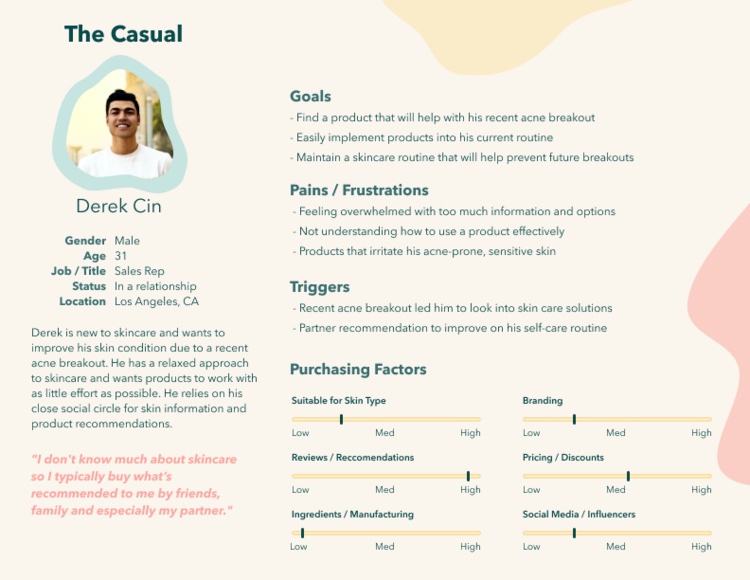 The Casual
Derek Cin
Gender Male
Age 31
Job / Title Sales Rep
Status In a relationship
Location Los Angeles, CA
Derek is new to skincare and wants to
improve his skin condition due to a recent
acne breakout. He has a relaxed approach
to skincare and wants products to work with
as little effort as possible. He relies on his
close social circle for skin information and
product recommendations.
"I don't know much about skincare
so I typically buy what's
recommended to me by friends,
family and especially my partner."
Goals
- Find a product that will help with his recent acne breakout
- Easily implement products into his current routine
- Maintain a skincare routine that will help prevent future breakouts
Pains / Frustrations
- Feeling overwhelmed with too much information and options
- Not understanding how to use a product effectively
- Products that irritate his acne-prone, sensitive skin
Triggers
- Recent acne breakout led him to look into skin care solutions
- Partner recommendation to improve on his self-care routine
Purchasing Factors
Suitable for Skin Type
Low Med High
Branding
Low Med High
Reviews / Reccomendations
Low Med High
Pricing / Discounts
Low Med High
Ingredients / Manufacturing
Low Med High
Social Media / Influencers
Low Med High